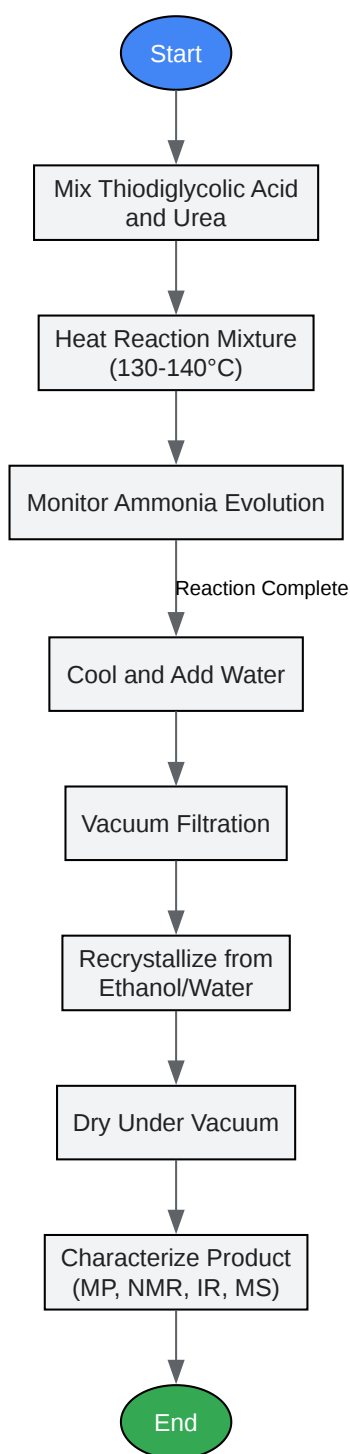 Start
Mix Thiodiglycolic Acid
and Urea
Heat Reaction Mixture
(130-140°C)
Monitor Ammonia Evolution
Reaction Complete
Cool and Add Water
Vacuum Filtration
Recrystallize from
Ethanol/Water
Dry Under Vacuum
Characterize Product
(MP, NMR, IR, MS)
End